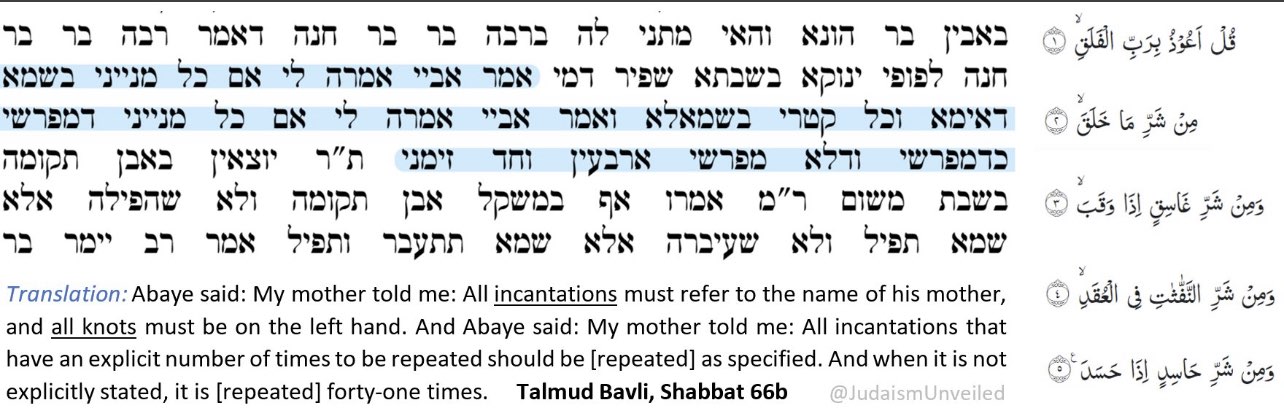 באבין בר הונא והאי מתני לה ברבה בר בר חנה דאמר רבה בר בר
חנה לפופי ינוקא בשבתא שפיר דמי אמר אביי אמרה לי אם כל מנייני בשמא
דאימא וכל קטרי בשמאלא ואמר אביי אמרה לי אם כל מנייני דמפרשי
כדמפרשי ודלא מפרשי ארבעין וחד זימני ת״ר יוצאין באבן תקומה
בשבת משום ר״מ אמרו אף במשקל אבן תקומה ולא שהפילה אלא
שמא תפיל ולא שעיברה אלא שמא תתעבר ותפיל אמר רב יימר בר
Translation: Abaye said: My mother told me: All incantations must refer to the name of his mother,
and all knots must be on the left hand. And Abaye said: My mother told me: All incantations that
have an explicit number of times to be repeated should be [repeated] as specified. And when it is not
explicitly stated, it is [repeated] forty-one times. Talmud Bavli, Shabbat 66b
@JudaismUnveiled
قُلْ اَعُوْذُ بِرَبِّ الْفَلَقِۙ ١
مِنْ شَرِّ مَا خَلَقَۙ ٢
وَمِنْ شَرِّ غَاسِقٍ اِذَا وَقَبَۙ ٣
وَمِنْ شَرِّ النَّفّٰثٰتِ فِى الْعُقَدِۙ ٤
وَمِنْ شَرِّ حَاسِدٍ اِذَا حَسَدَ ࣖ ٥